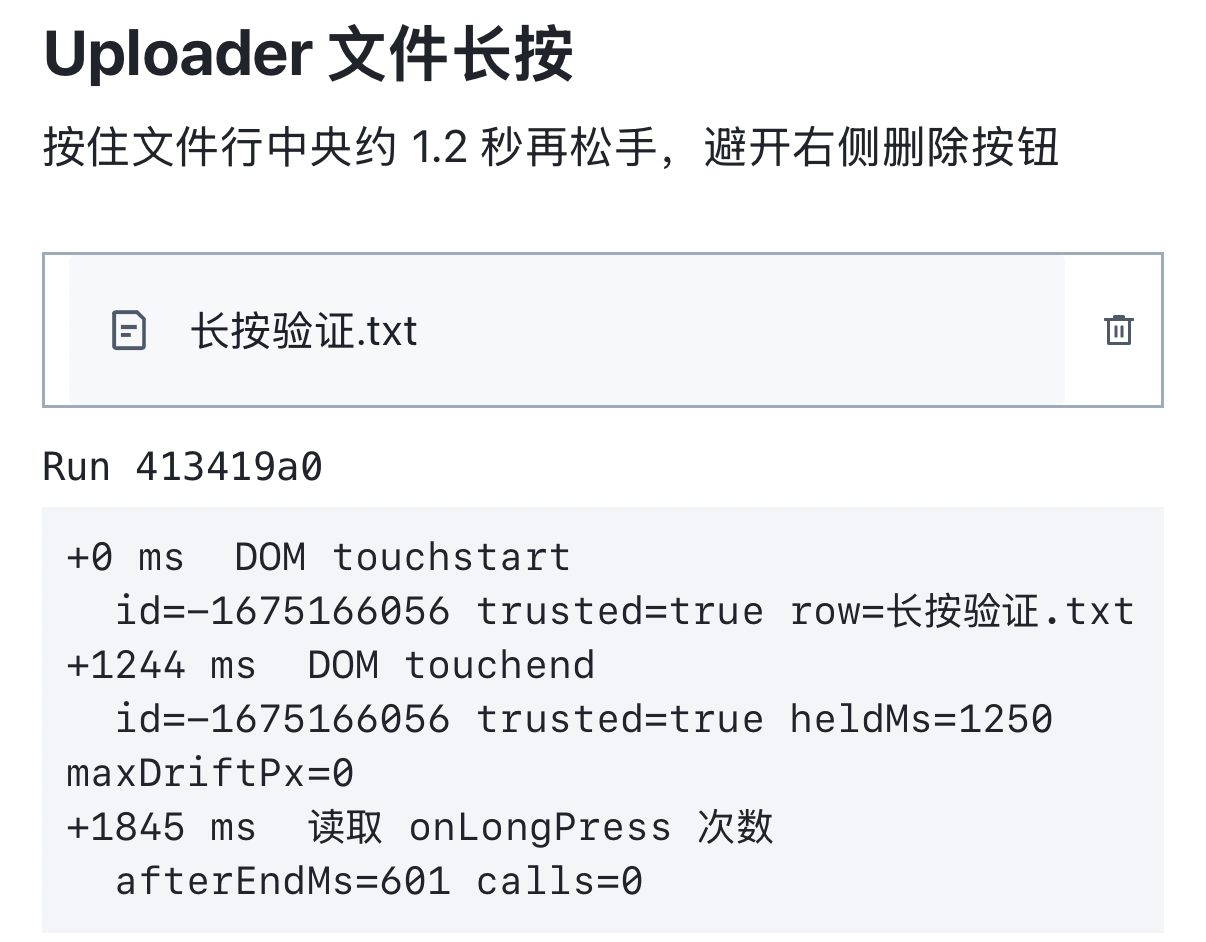 Uploader 文件长按
按住文件行中央约 1.2 秒再松手，避开右侧删除按钮
长按验证.txt
Run 413419a0
+0 ms  DOM touchstart
  id=-1675166056 trusted=true row=长按验证.txt
+1244 ms  DOM touchend
  id=-1675166056 trusted=true heldMs=1250
maxDriftPx=0
+1845 ms  读取 onLongPress 次数
  afterEndMs=601 calls=0